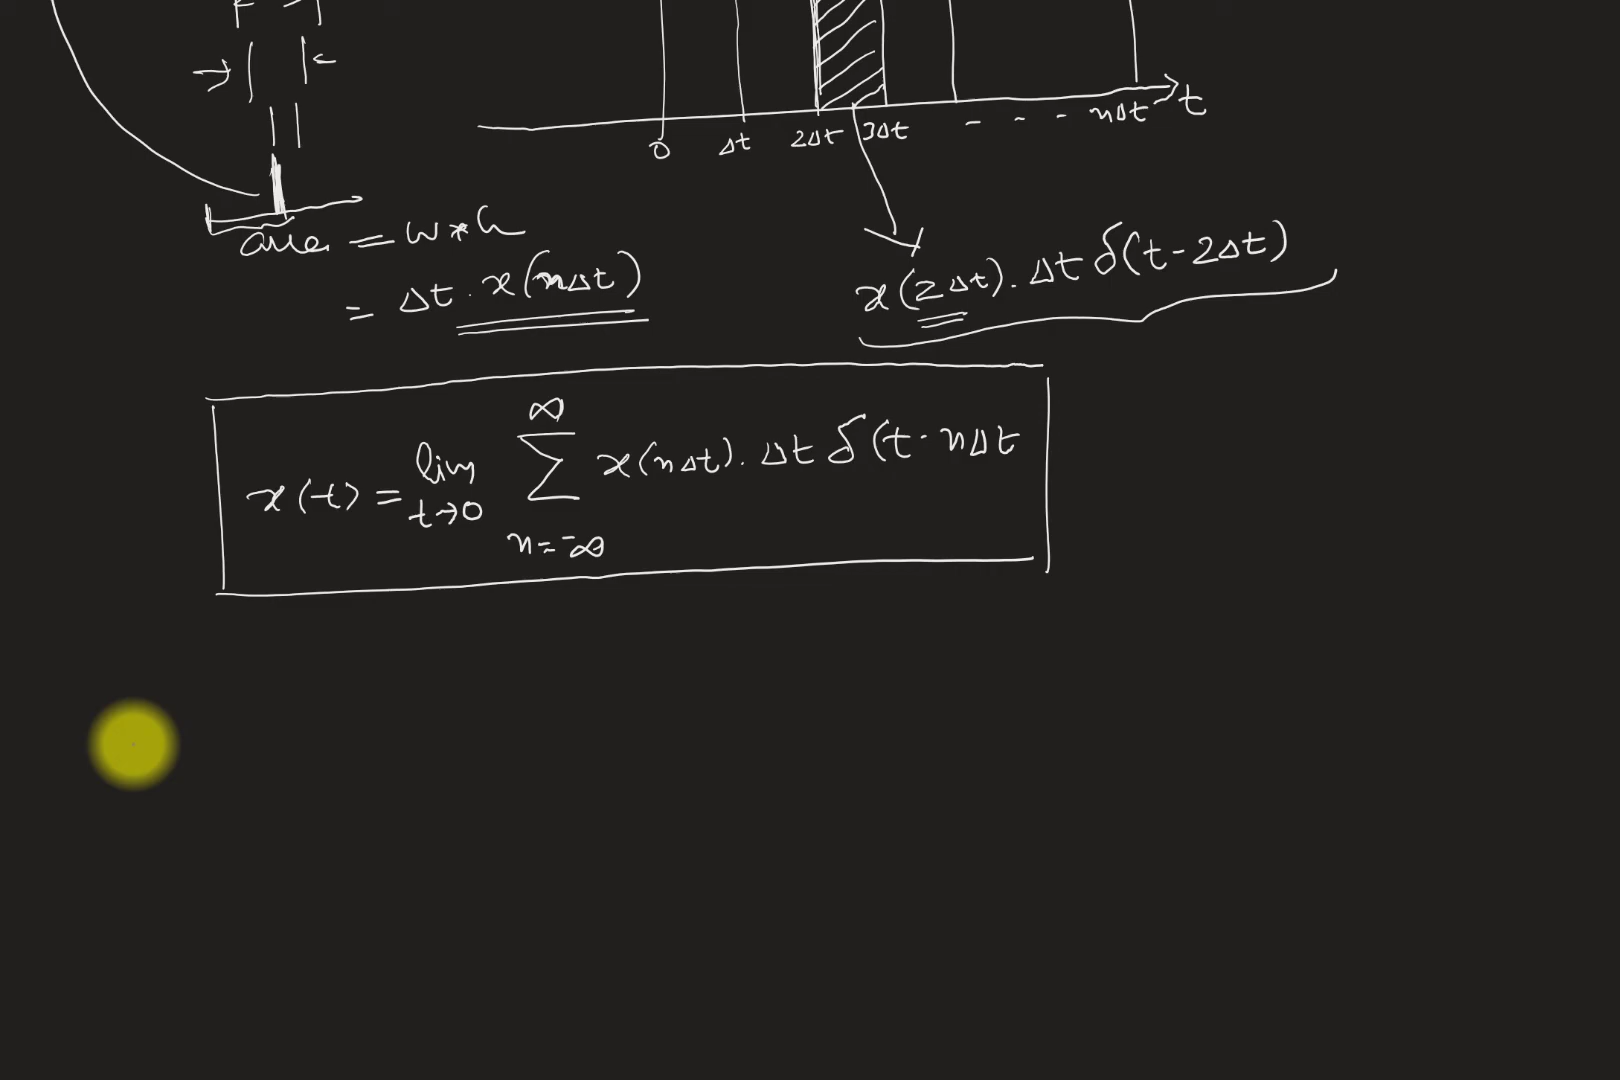 0 Δt 2Δt 3Δt - - - nΔt t
area = w*h
= Δt . x(nΔt)
x(2Δt). Δt δ(t-2Δt)
x(t) = lim t→0 ∞ Σ n=-∞ x(nΔt). Δt δ(t-nΔt